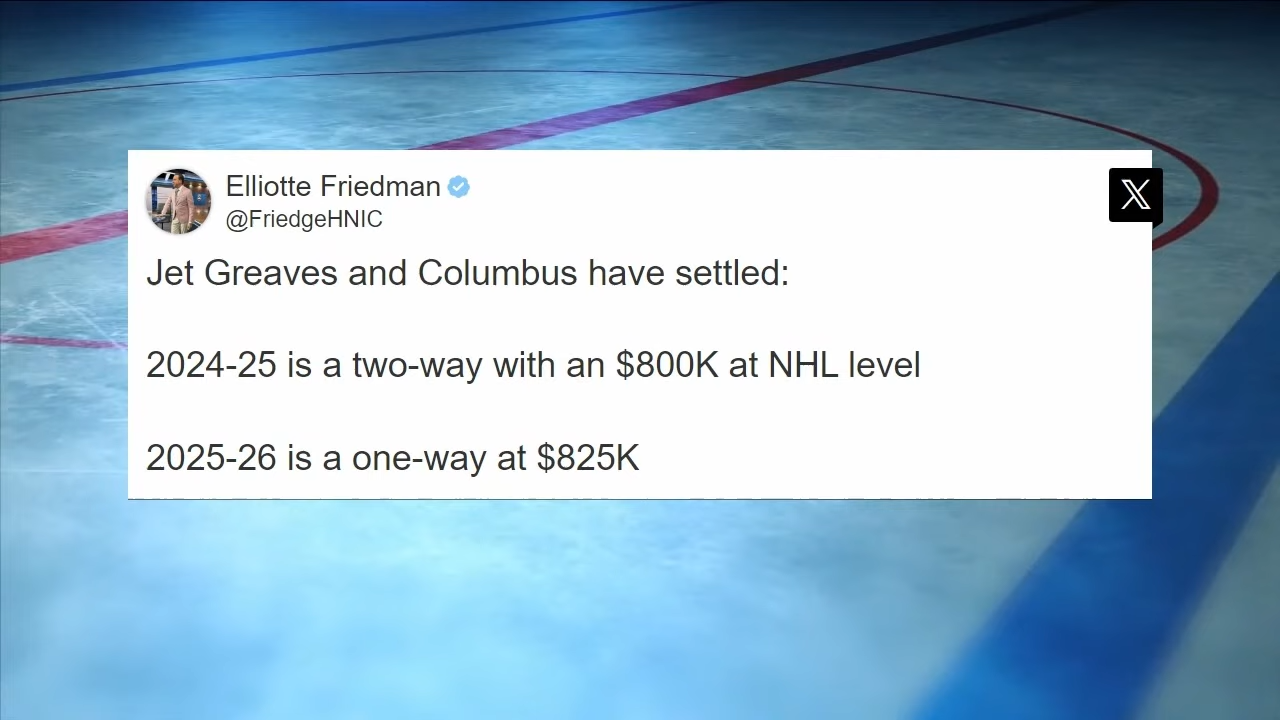 Elliotte Friedman
@FriedgeHNIC
Jet Greaves and Columbus have settled:
2024-25 is a two-way with an $800K at NHL level
2025-26 is a one-way at $825K